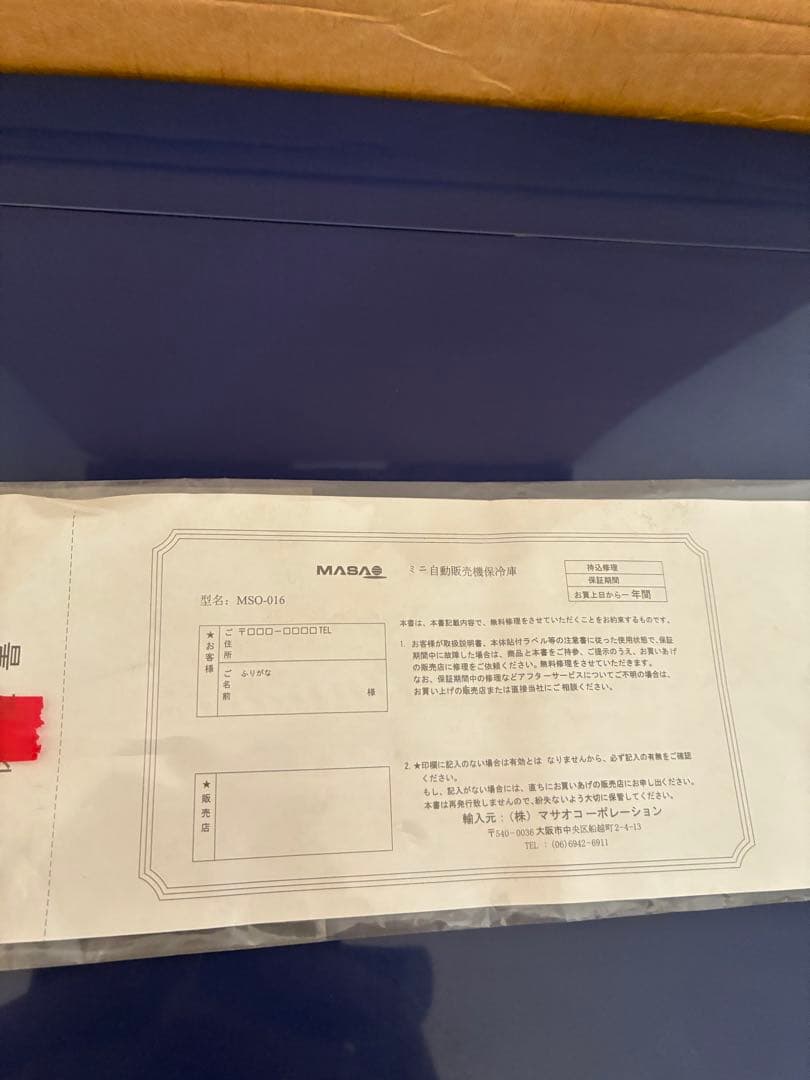 MASAO ミニ自動販売機保冷庫
持込修理
保証期間
お買上日から一年間
型名：MSO-016
★お客様
ご住所
〒□□□－□□□□TEL
ご名前
ふりがな
様
★販売店
本書は、本書記載内容で、無料修理をさせていただくことをお約束するものです。
1. お客様が取扱説明書、本体貼付ラベル等の注意書に従った使用状態で、保証
期間中に故障した場合は、商品と本書をご持参、ご提示のうえ、お買いあげ
の販売店に修理をご依頼ください。無料修理をさせていただきます。
なお、保証期間中の修理などアフターサービスについてご不明の場合は、
お買い上げの販売店または直接当社にご相談ください。
2. ★印欄に記入のない場合は有効とは なりませんから、必ず記入の有無をご確認
ください。
もし、記入がない場合には、直ちにお買いあげの販売店にお申し出ください。
本書は再発行致しませんので、紛失ないよう大切に保管してください。
輸入元：(株) マサオコーポレーション
〒540-0036 大阪市中央区船越町2-4-13
TEL：(06)6942-6911